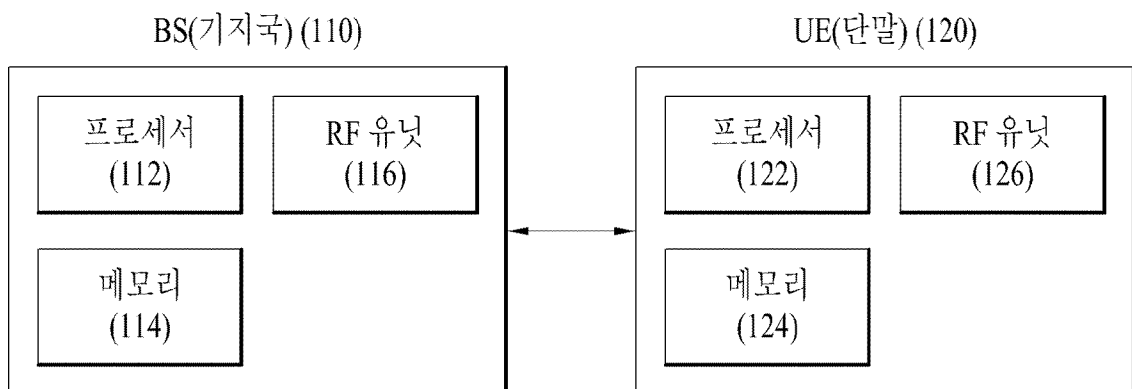 BS(기지국) (110)
프로세서
(112)
RF 유닛
(116)
메모리
(114)
UE(단말) (120)
프로세서
(122)
RF 유닛
(126)
메모리
(124)